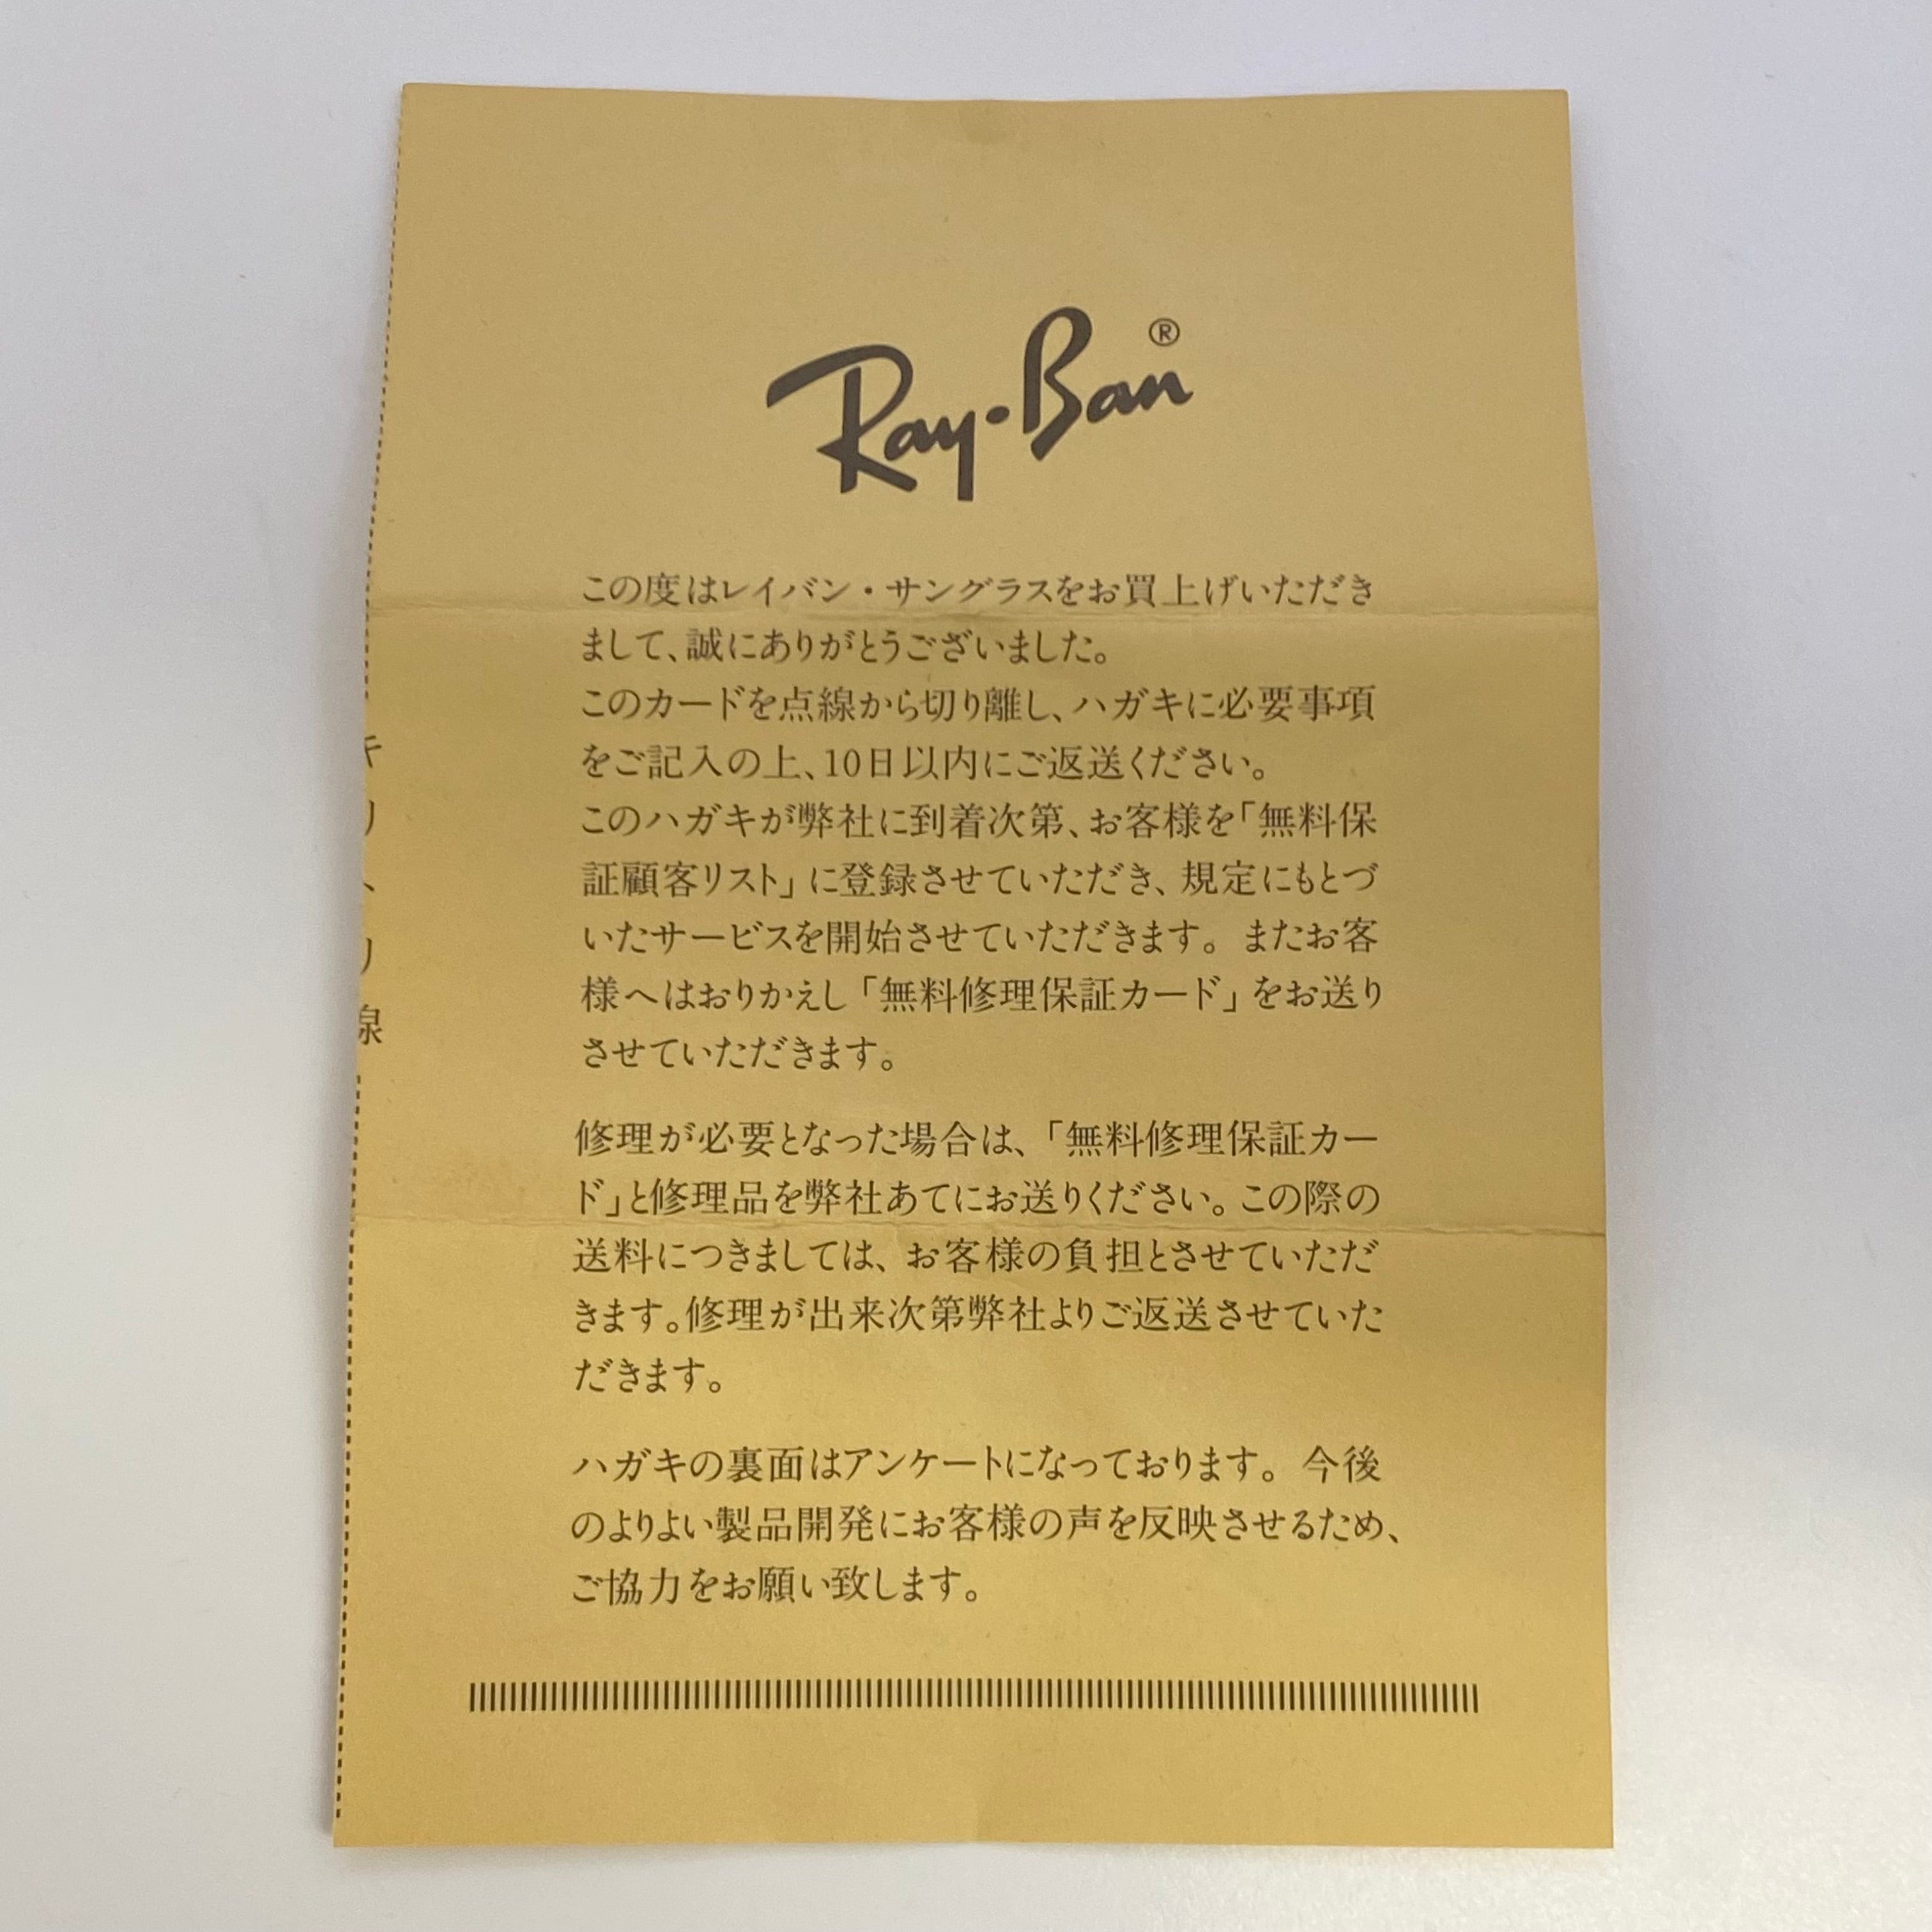 Ray-Ban®
この度はレイバン・サングラスをお買上げいただき
まして、誠にありがとうございました。
このカードを点線から切り離し、ハガキに必要事項
をご記入の上、10日以内にご返送ください。
このハガキが弊社に到着次第、お客様を「無料保
証顧客リスト」に登録させていただき、規定にもとづ
いたサービスを開始させていただきます。またお客
様へはおりかえし「無料修理保証カード」をお送り
させていただきます。
修理が必要となった場合は、「無料修理保証カー
ド」と修理品を弊社あてにお送りください。この際の
送料につきましては、お客様の負担とさせていただ
きます。修理が出来次第弊社よりご返送させていた
だきます。
ハガキの裏面はアンケートになっております。今後
のよりよい製品開発にお客様の声を反映させるため、
ご協力をお願い致します。
キリトリ線